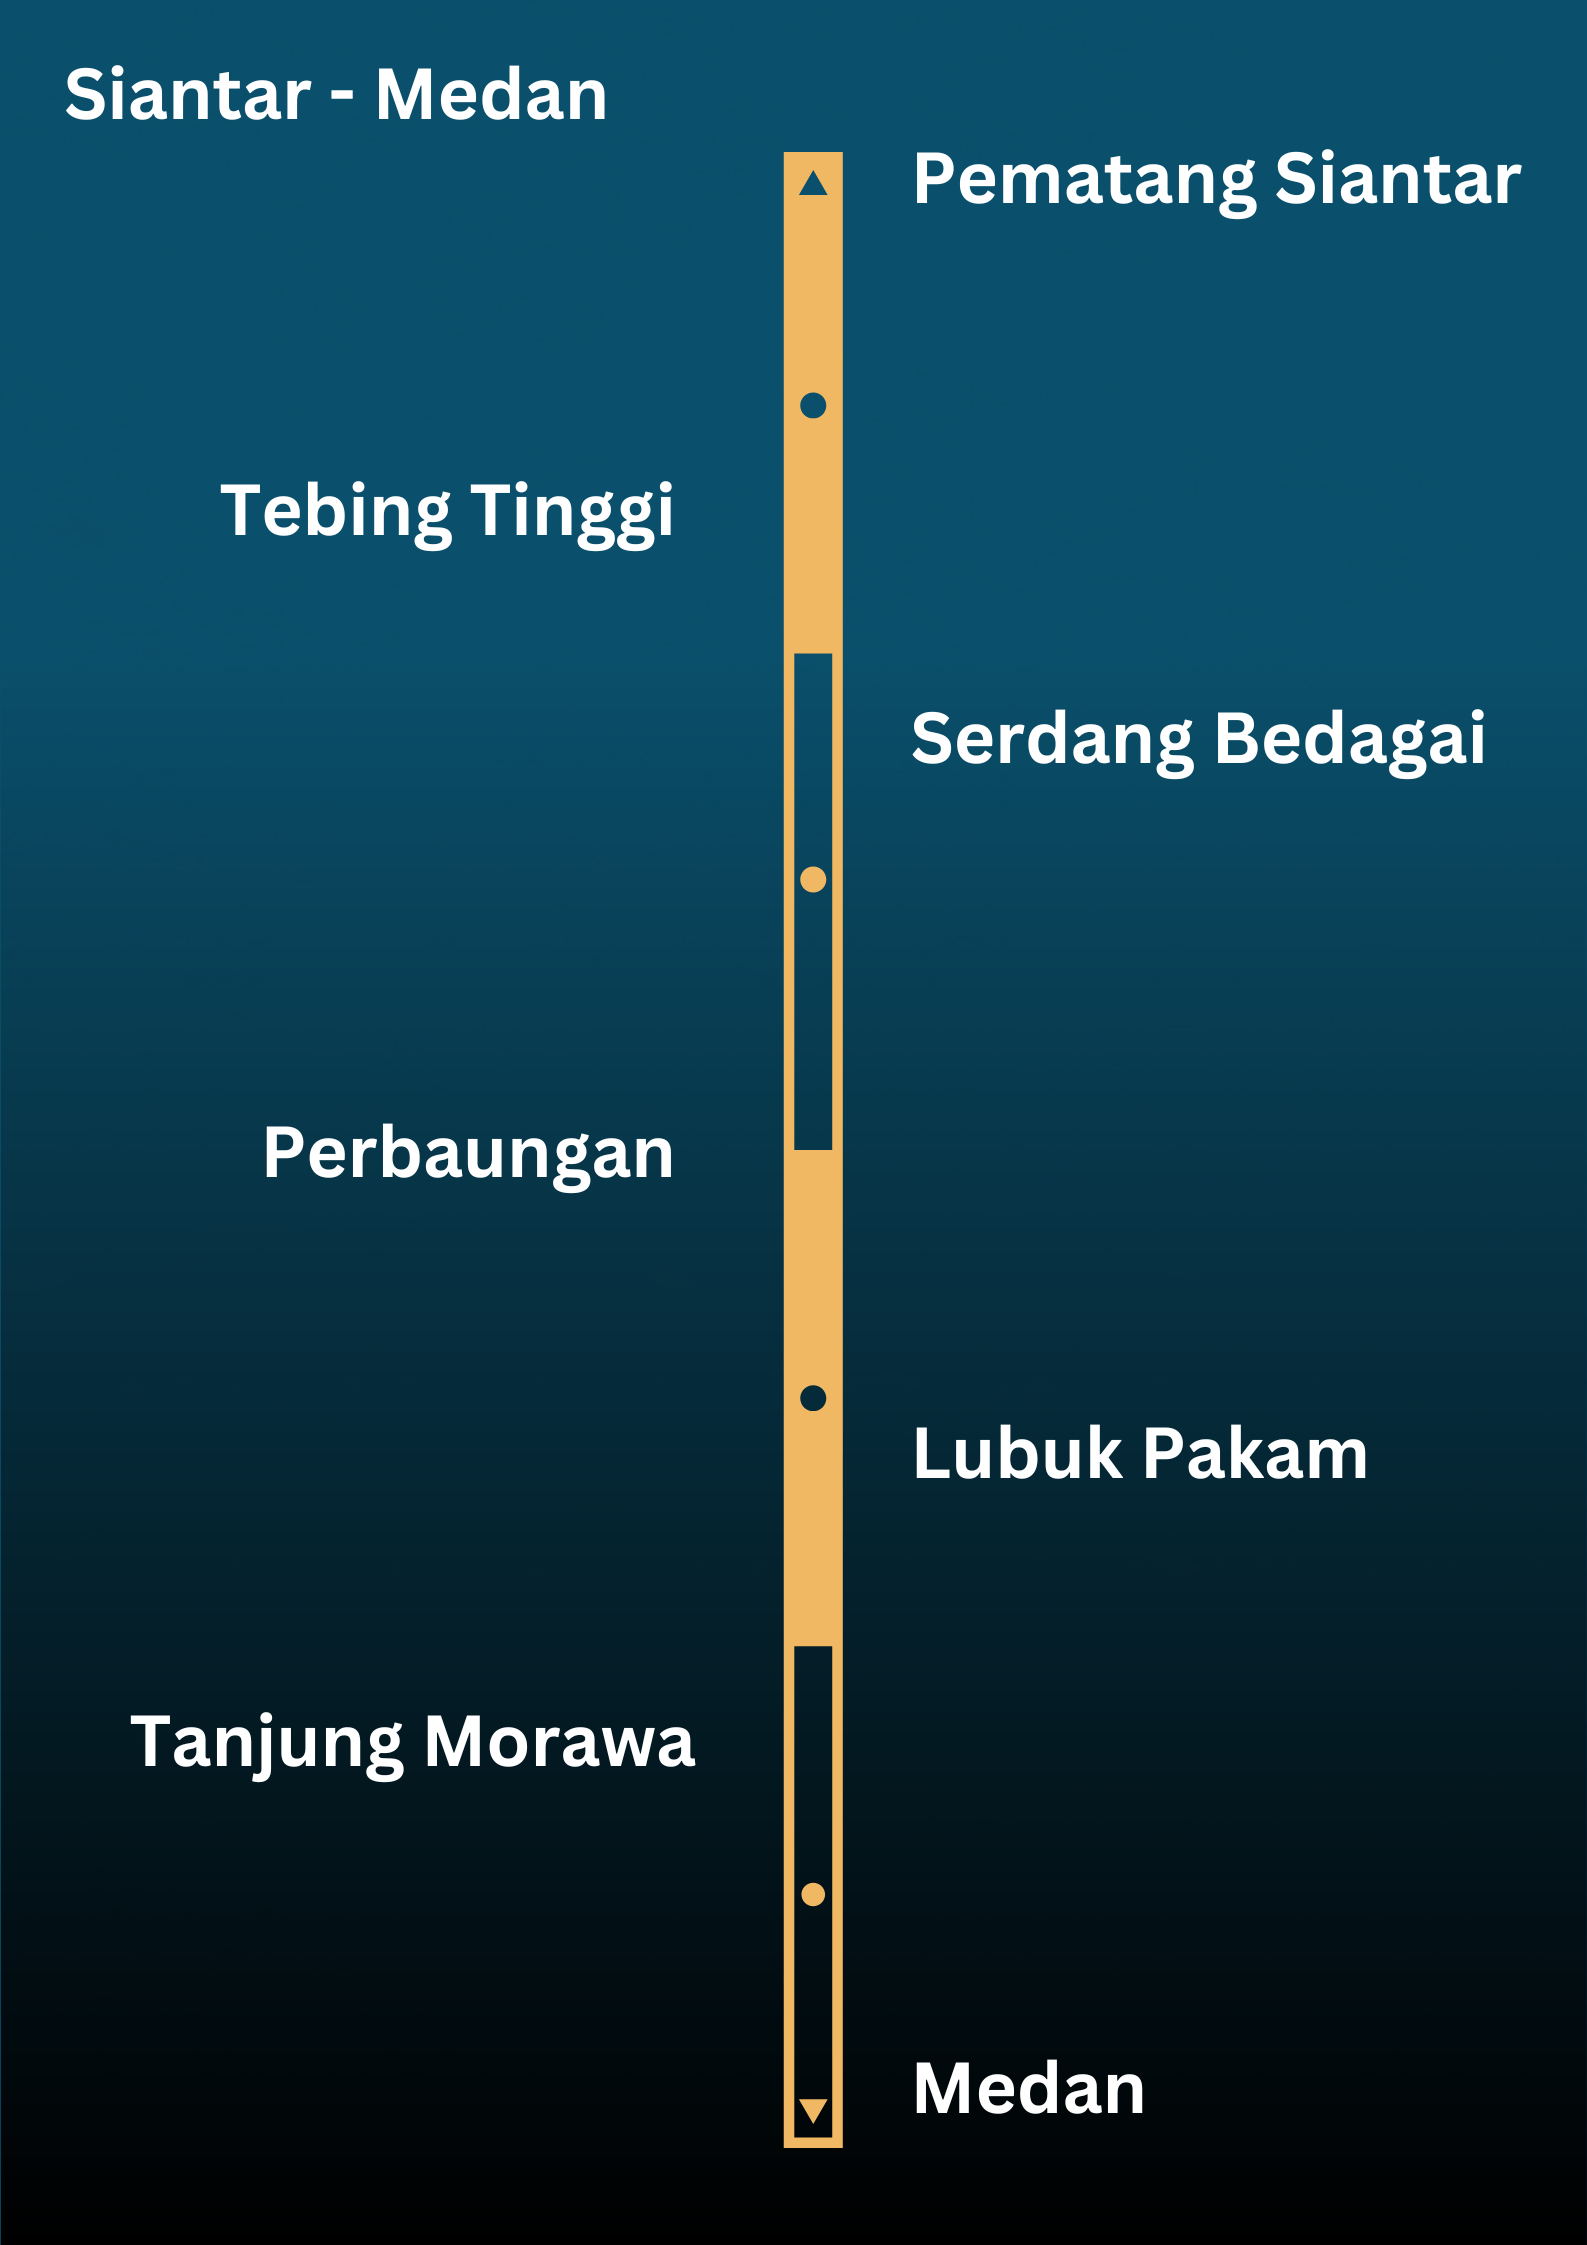 Siantar - Medan
Pematang Siantar
Tebing Tinggi
Serdang Bedagai
Perbaungan
Lubuk Pakam
Tanjung Morawa
Medan